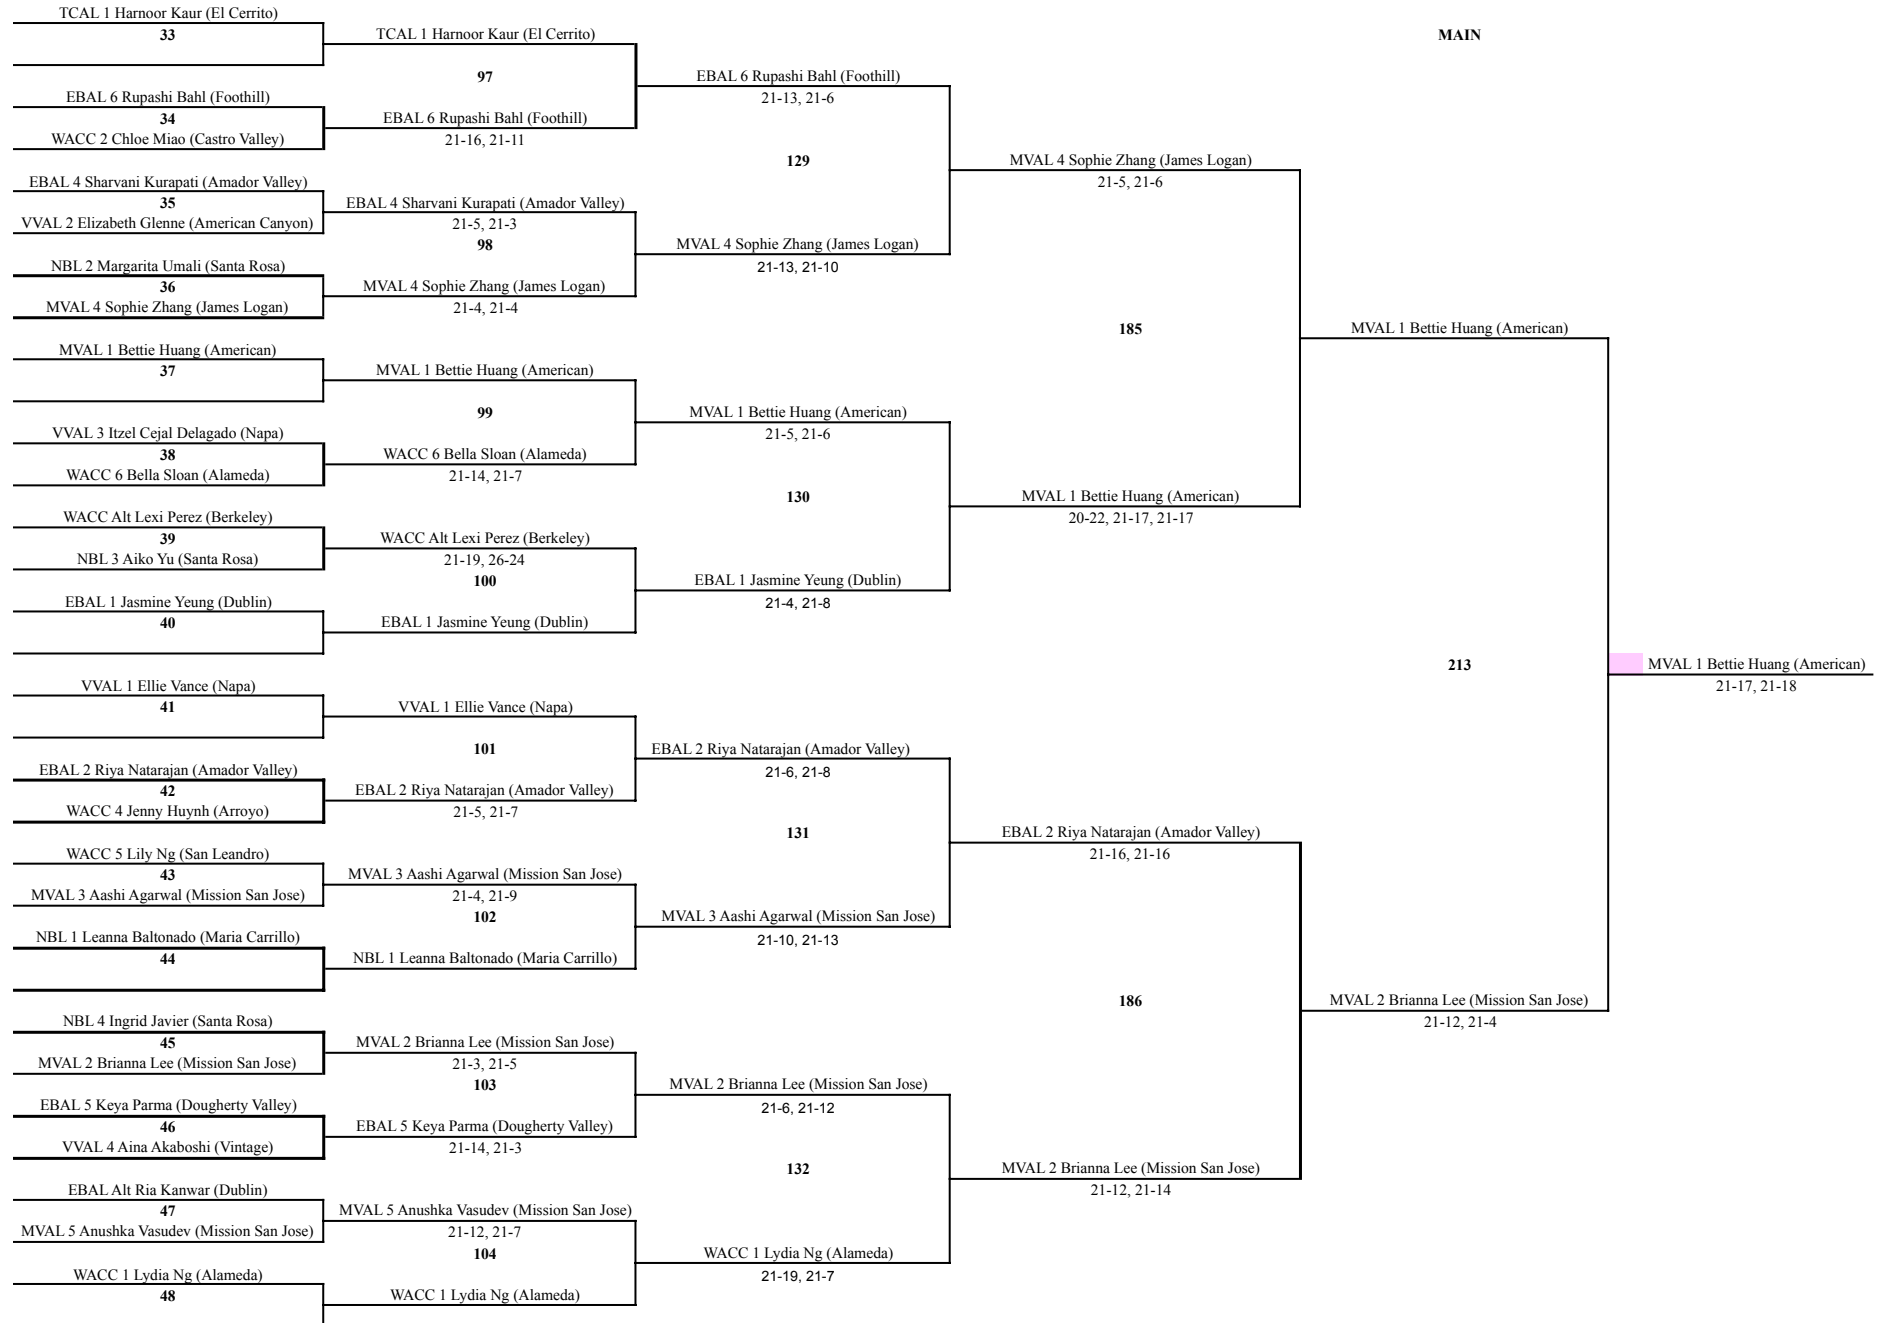 TCAL 1 Harnoor Kaur (El Cerrito)
33
EBAL 6 Rupashi Bahl (Foothill)
34
WACC 2 Chloe Miao (Castro Valley)
EBAL 4 Sharvani Kurapati (Amador Valley)
35
VVAL 2 Elizabeth Glenne (American Canyon)
NBL 2 Margarita Umali (Santa Rosa)
36
MVAL 4 Sophie Zhang (James Logan)
MVAL 1 Bettie Huang (American)
37
VVAL 3 Itzel Cejal Delagado (Napa)
38
WACC 6 Bella Sloan (Alameda)
WACC Alt Lexi Perez (Berkeley)
39
NBL 3 Aiko Yu (Santa Rosa)
EBAL 1 Jasmine Yeung (Dublin)
40
VVAL 1 Ellie Vance (Napa)
41
EBAL 2 Riya Natarajan (Amador Valley)
42
WACC 4 Jenny Huynh (Arroyo)
WACC 5 Lily Ng (San Leandro)
43
MVAL 3 Aashi Agarwal (Mission San Jose)
NBL 1 Leanna Baltonado (Maria Carrillo)
44
NBL 4 Ingrid Javier (Santa Rosa)
45
MVAL 2 Brianna Lee (Mission San Jose)
EBAL 5 Keya Parma (Dougherty Valley)
46
VVAL 4 Aina Akaboshi (Vintage)
EBAL Alt Ria Kanwar (Dublin)
47
MVAL 5 Anushka Vasudev (Mission San Jose)
WACC 1 Lydia Ng (Alameda)
48
TCAL 1 Harnoor Kaur (El Cerrito)
97
EBAL 6 Rupashi Bahl (Foothill)
21-16, 21-11
EBAL 4 Sharvani Kurapati (Amador Valley)
21-5, 21-3
98
MVAL 4 Sophie Zhang (James Logan)
21-4, 21-4
MVAL 1 Bettie Huang (American)
99
WACC 6 Bella Sloan (Alameda)
21-14, 21-7
WACC Alt Lexi Perez (Berkeley)
21-19, 26-24
100
EBAL 1 Jasmine Yeung (Dublin)
VVAL 1 Ellie Vance (Napa)
101
EBAL 2 Riya Natarajan (Amador Valley)
21-5, 21-7
MVAL 3 Aashi Agarwal (Mission San Jose)
21-4, 21-9
102
NBL 1 Leanna Baltonado (Maria Carrillo)
MVAL 2 Brianna Lee (Mission San Jose)
21-3, 21-5
103
EBAL 5 Keya Parma (Dougherty Valley)
21-14, 21-3
MVAL 5 Anushka Vasudev (Mission San Jose)
21-12, 21-7
104
WACC 1 Lydia Ng (Alameda)
EBAL 6 Rupashi Bahl (Foothill)
21-13, 21-6
129
MVAL 4 Sophie Zhang (James Logan)
21-13, 21-10
MVAL 1 Bettie Huang (American)
21-5, 21-6
130
EBAL 1 Jasmine Yeung (Dublin)
21-4, 21-8
EBAL 2 Riya Natarajan (Amador Valley)
21-6, 21-8
131
MVAL 3 Aashi Agarwal (Mission San Jose)
21-10, 21-13
MVAL 2 Brianna Lee (Mission San Jose)
21-6, 21-12
132
WACC 1 Lydia Ng (Alameda)
21-19, 21-7
MVAL 4 Sophie Zhang (James Logan)
21-5, 21-6
185
MVAL 1 Bettie Huang (American)
20-22, 21-17, 21-17
EBAL 2 Riya Natarajan (Amador Valley)
21-16, 21-16
186
MVAL 2 Brianna Lee (Mission San Jose)
21-12, 21-14
MAIN
MVAL 1 Bettie Huang (American)
213
MVAL 2 Brianna Lee (Mission San Jose)
21-12, 21-4
MVAL 1 Bettie Huang (American)
21-17, 21-18